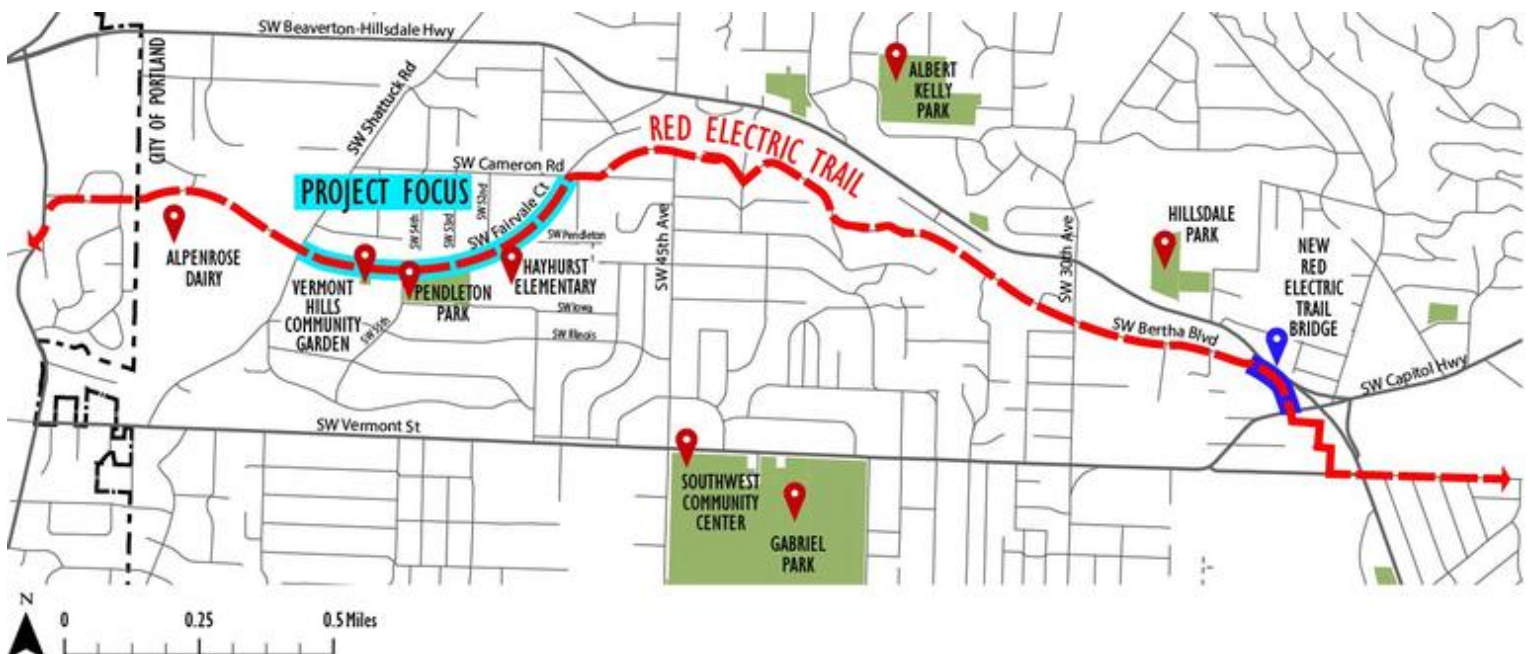 SW Beaverton-Hillsdale Hwy
CITY OF PORTLAND
SW Shattuck Rd
ALBERT
KELLY
PARK
RED ELECTRIC TRAIL
SW Cameron Rd
PROJECT FOCUS
SW 54th
SW 53rd
SW 52nd
SW Fairvale Ct
SW Pendleton
SW 45th Ave
SW 30th Ave
HILLSDALE
PARK
NEW
RED
ELECTRIC
TRAIL
BRIDGE
ALPENROSE
DAIRY
VERMONT
HILLS
COMMUNITY
GARDEN
PENDLETON
PARK
HAYHURST
ELEMENTARY
SW Iowa
SW 55th
SW Illinois
SW Bertha Blvd
SW Capitol Hwy
SW Vermont St
SOUTHWEST
COMMUNITY
CENTER
GABRIEL
PARK
N
0 0.25 0.5 Miles